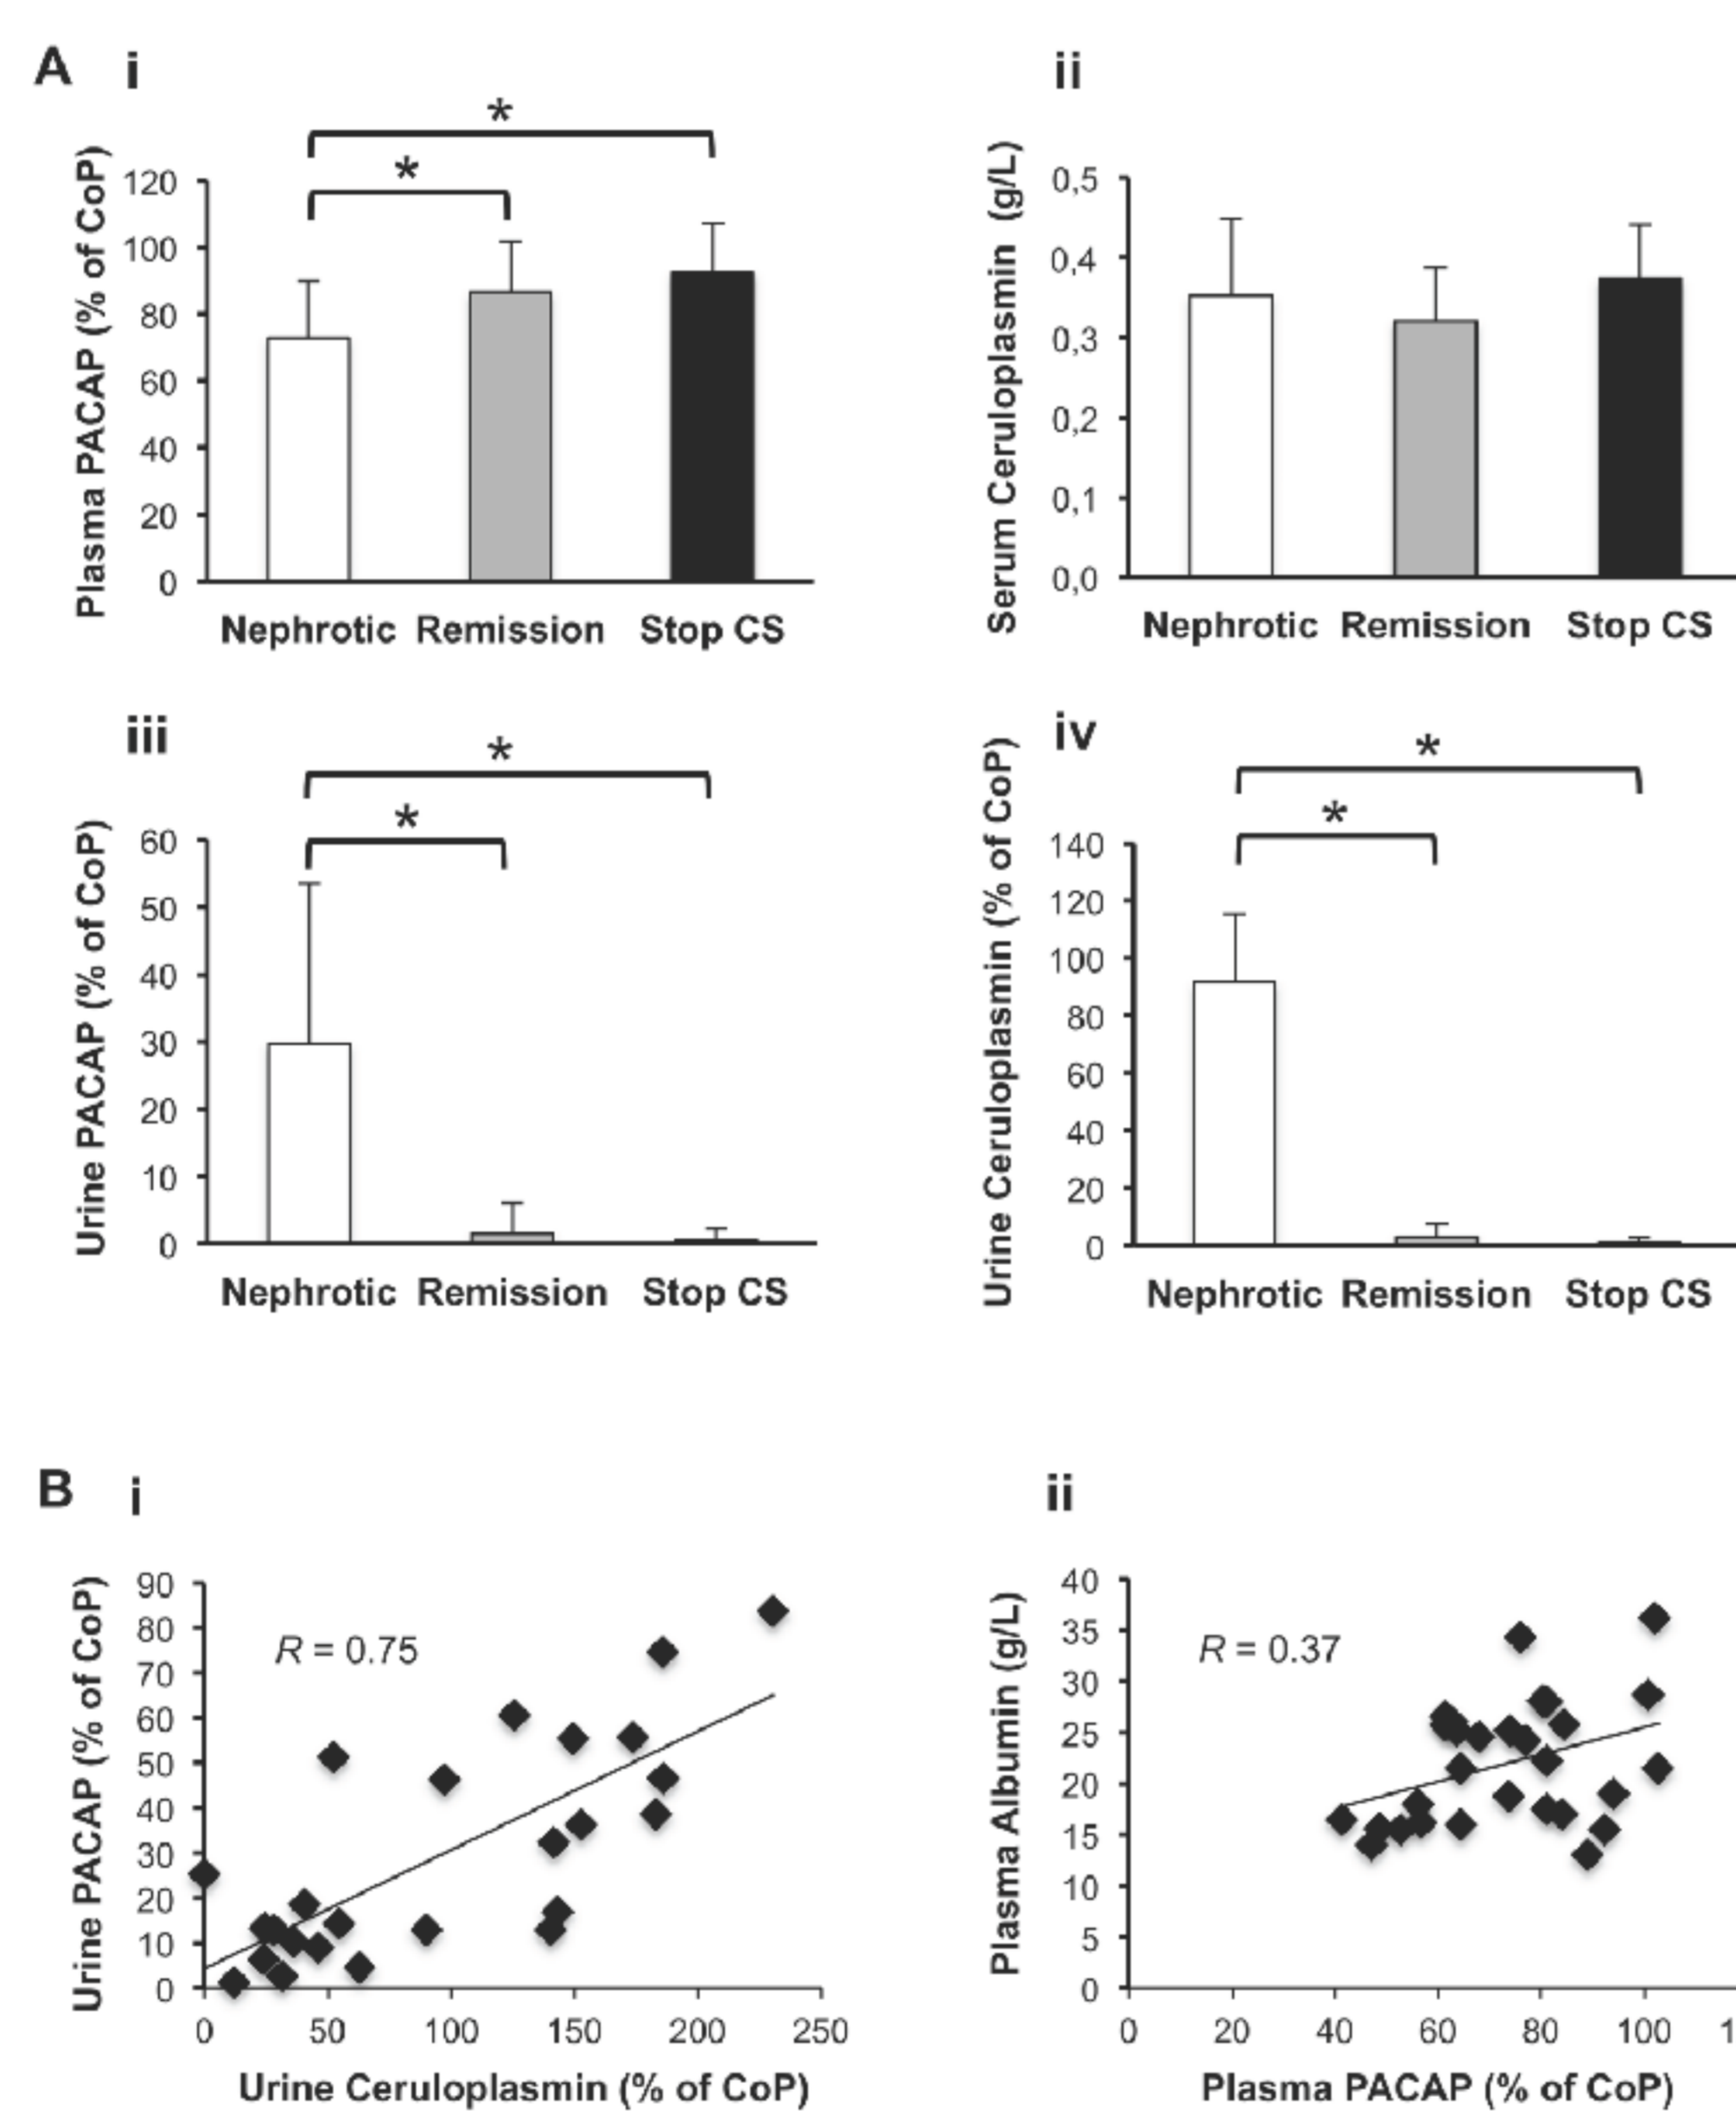 A i
*
*
Plasma PACAP (% of CoP)
120
100
80
60
40
20
0
Nephrotic Remission Stop CS
ii
Serum Ceruloplasmin (g/L)
0,5
0,4
0,3
0,2
0,1
0,0
Nephrotic Remission Stop CS
iii
*
*
Urine PACAP (% of CoP)
60
50
40
30
20
10
0
Nephrotic Remission Stop CS
iv
*
*
Urine Ceruloplasmin (% of CoP)
140
120
100
80
60
40
20
0
Nephrotic Remission Stop CS
B i
Urine PACAP (% of CoP)
90
80
70
60
50
40
30
20
10
0
R = 0.75
0 50 100 150 200 250
Urine Ceruloplasmin (% of CoP)
ii
Plasma Albumin (g/L)
40
35
30
25
20
15
10
5
0
R = 0.37
0 20 40 60 80 100
Plasma PACAP (% of CoP)